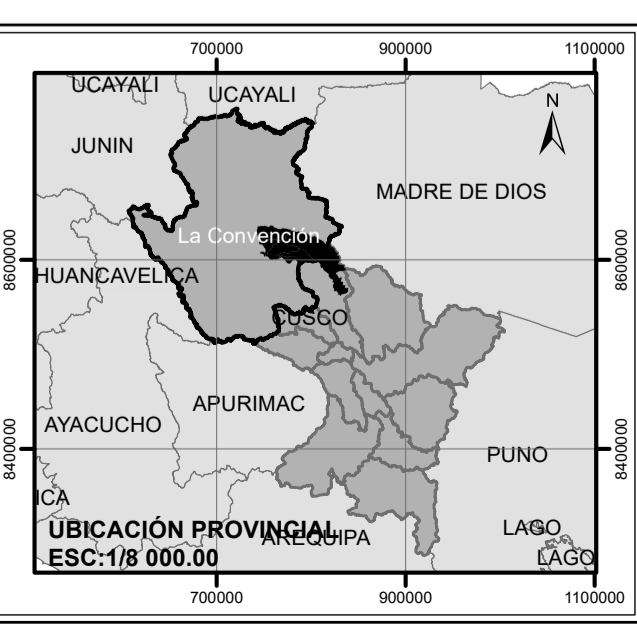 700000 900000 1100000
UCAYALI
UCAYALI
N
JUNIN
MADRE DE DIOS
La Convención
8600000 8600000
HUANCAVELICA
CUSCO
APURIMAC
AYACUCHO
8400000 8400000
PUNO
ICA
LAGO
UBICACIÓN PROVINCIAL
AREQUIPA
ESC:1/8 000.00
LAGO
700000 900000 1100000